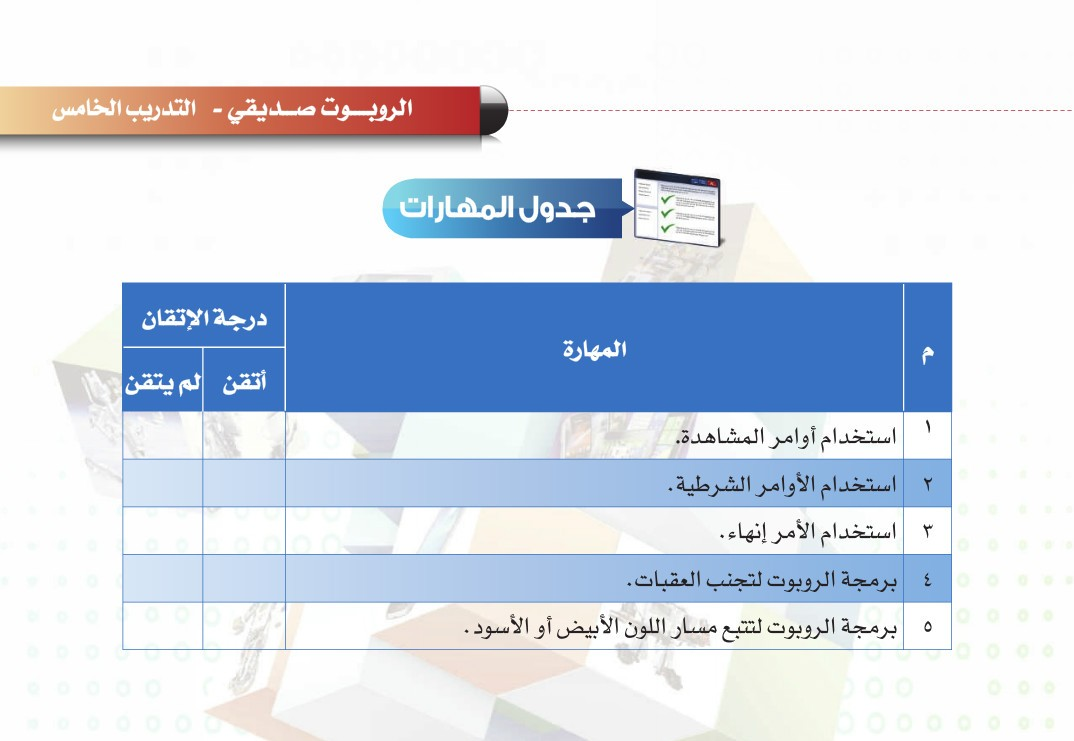 الروبوت صديقي - التدريب الخامس
جدول المهارات
م
المهارة
درجة الإتقان
أتقن
لم يتقن
١ استخدام أوامر المشاهدة.
٢ استخدام الأوامر الشرطية.
٣ استخدام الأمر إنهاء.
٤ برمجة الروبوت لتجنب العقبات.
٥ برمجة الروبوت لتتبع مسار اللون الأبيض أو الأسود.